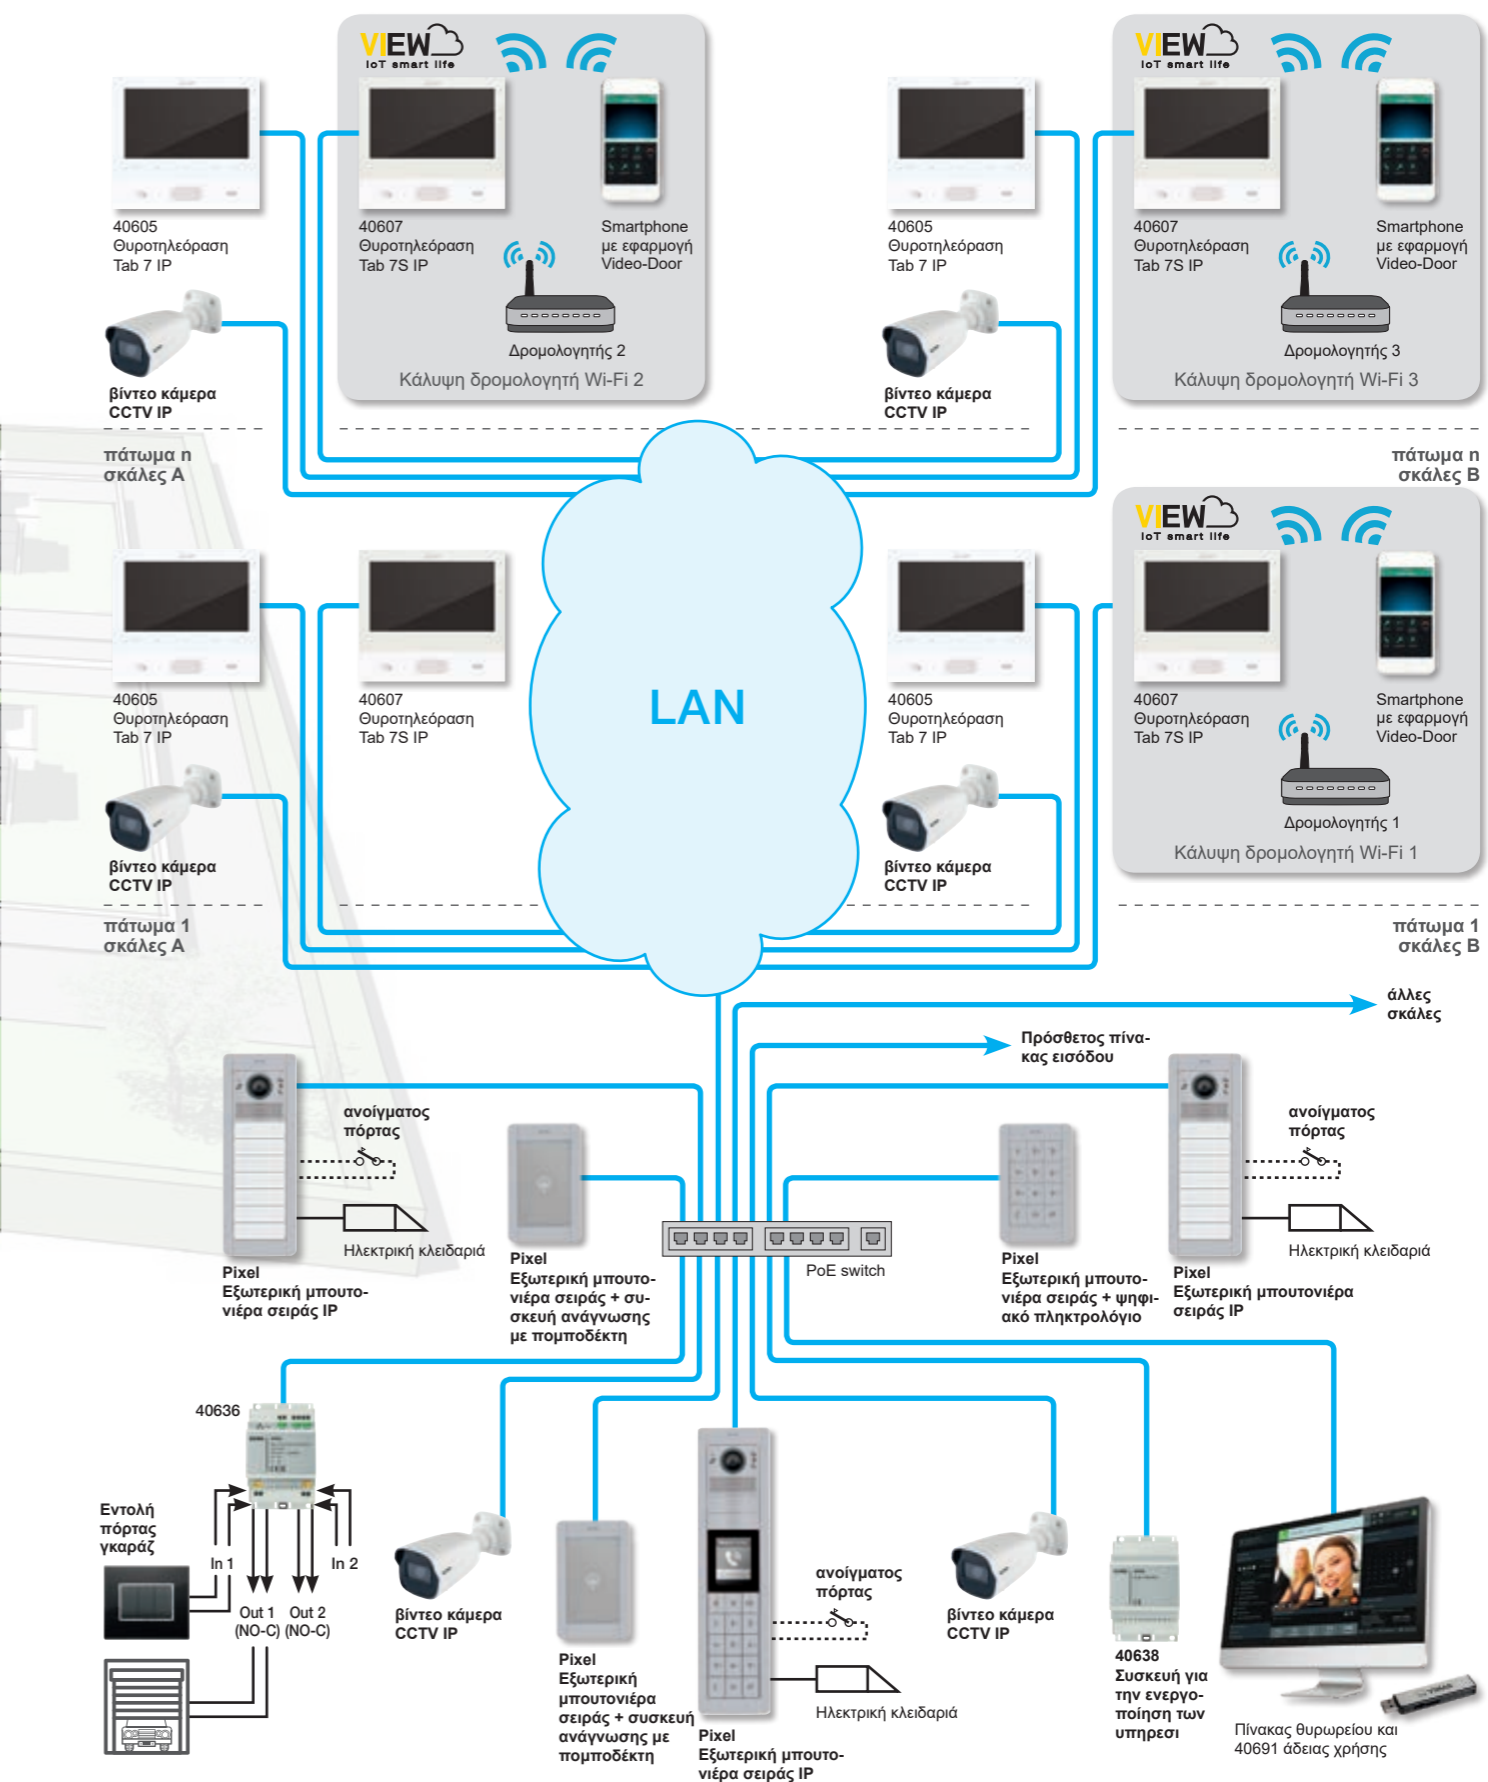 VIEW
IoT smart life
40605
Θυροτηλεόραση
Tab 7 IP
40607
Θυροτηλεόραση
Tab 7S IP
Smartphone
με εφαρμογή
Video-Door
Δρομολογητής 2
Κάλυψη δρομολογητή Wi-Fi 2
βίντεο κάμερα
CCTV IP
VIEW
IoT smart life
40605
Θυροτηλεόραση
Tab 7 IP
40607
Θυροτηλεόραση
Tab 7S IP
Smartphone
με εφαρμογή
Video-Door
Δρομολογητής 3
Κάλυψη δρομολογητή Wi-Fi 3
βίντεο κάμερα
CCTV IP
πάτωμα n
σκάλες A
πάτωμα n
σκάλες B
LAN
40605
Θυροτηλεόραση
Tab 7 IP
40607
Θυροτηλεόραση
Tab 7S IP
βίντεο κάμερα
CCTV IP
VIEW
IoT smart life
40605
Θυροτηλεόραση
Tab 7 IP
40607
Θυροτηλεόραση
Tab 7S IP
Smartphone
με εφαρμογή
Video-Door
Δρομολογητής 1
Κάλυψη δρομολογητή Wi-Fi 1
βίντεο κάμερα
CCTV IP
πάτωμα 1
σκάλες A
πάτωμα 1
σκάλες B
άλλες
σκάλες
Πρόσθετος πίνα-
κας εισόδου
ανοίγματος
πόρτας
Ηλεκτρική κλειδαριά
Pixel
Εξωτερική μπουτο-
νιέρα σειράς IP
Pixel
Εξωτερική μπουτο-
νιέρα σειράς + συ-
σκευή ανάγνωσης
με πομποδέκτη
PoE switch
Pixel
Εξωτερική μπουτο-
νιέρα σειράς + ψηφι-
ακό πληκτρολόγιο
ανοίγματος
πόρτας
Ηλεκτρική κλειδαριά
Pixel
Εξωτερική μπουτονιέρα
σειράς IP
40636
Εντολή
πόρτας
γκαράζ
In 1
In 2
Out 1
(NO-C)
Out 2
(NO-C)
βίντεο κάμερα
CCTV IP
Pixel
Εξωτερική
μπουτονιέρα
σειράς + συσκευή
ανάγνωσης με
πομποδέκτη
ανοίγματος
πόρτας
Ηλεκτρική κλειδαριά
Pixel
Εξωτερική μπουτο-
νιέρα σειράς IP
βίντεο κάμερα
CCTV IP
40638
Συσκευή για
την ενεργο-
ποίηση των
υπηρεσι
Πίνακας θυρωρείου και
40691 άδειας χρήσης